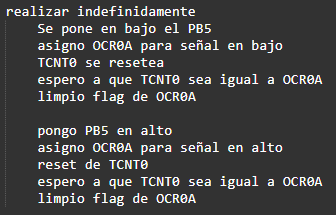 realizar indefinidamente
Se pone en bajo el PB5
asigno OCR0A para señal en bajo
TCNT0 se resetea
espero a que TCNT0 sea igual a OCR0A
limpio flag de OCR0A
pongo PB5 en alto
asigno OCR0A para señal en alto
reset de TCNT0
espero a que TCNT0 sea igual a OCR0A
limpio flag de OCR0A